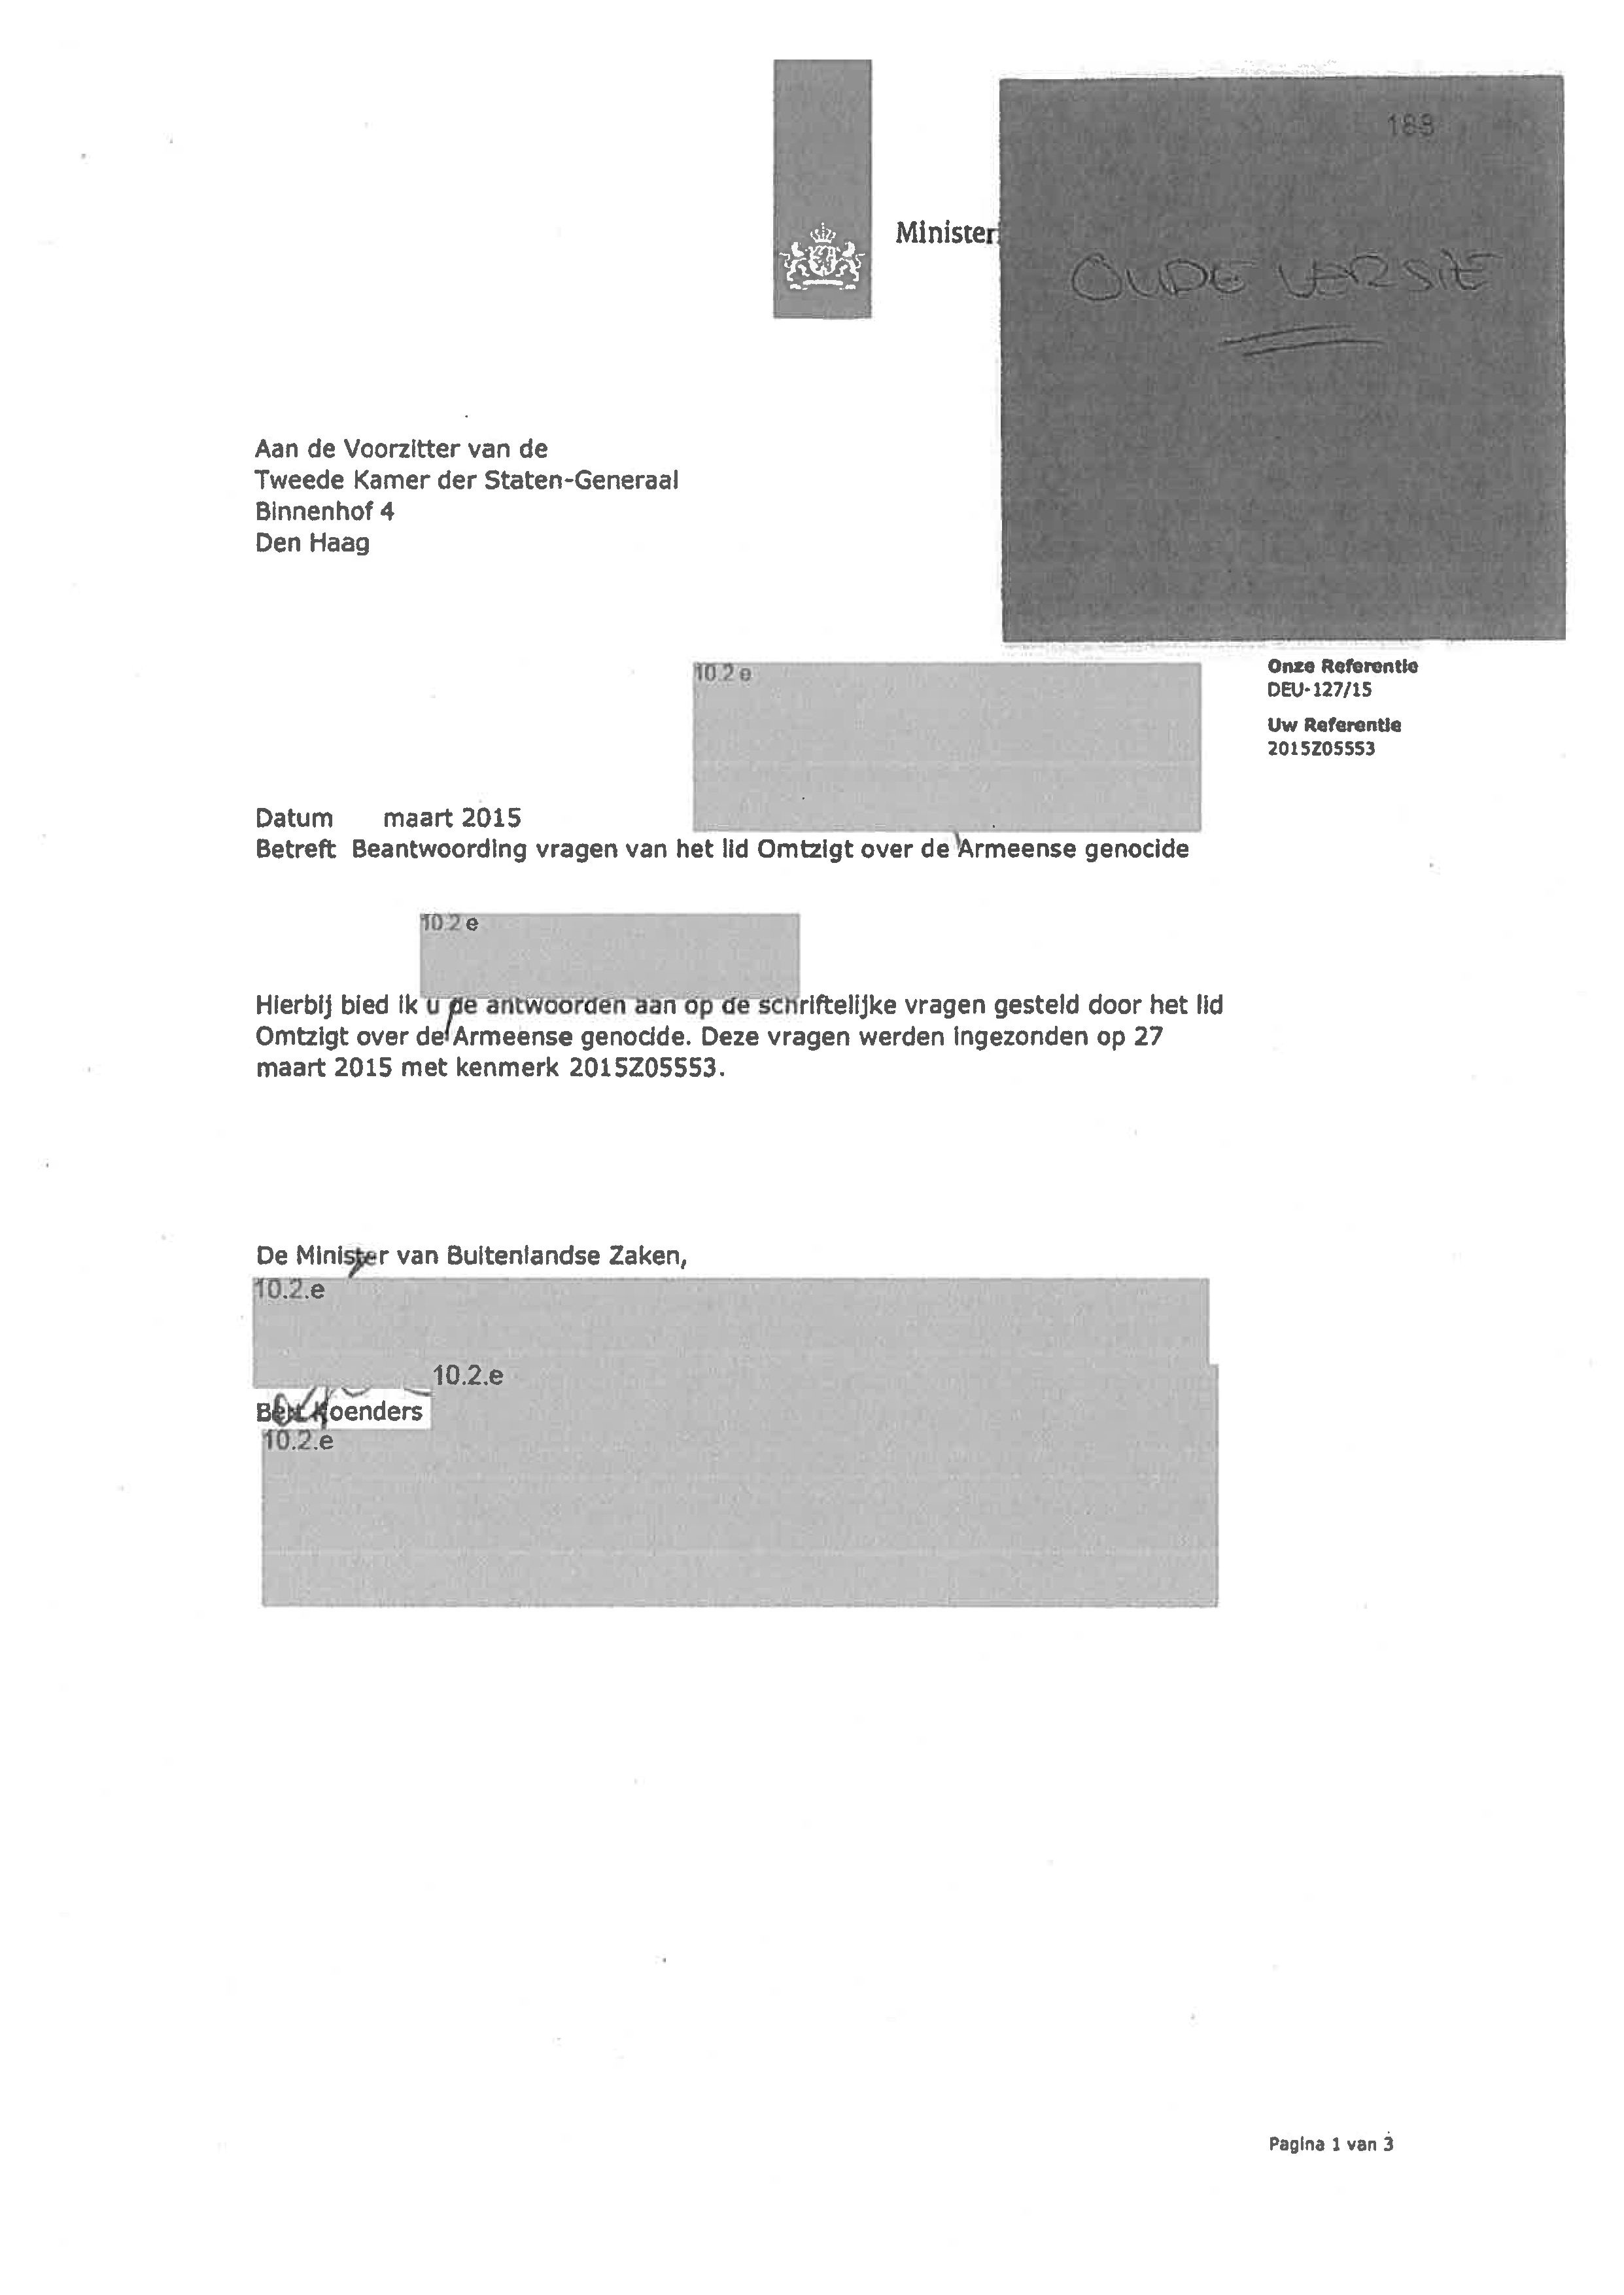 183
Minister
OUDE VERSIE
Aan de Voorzitter van de
Tweede Kamer der Staten-Generaal
Binnenhof 4
Den Haag
10.2 e
Onze Referentie
DEU-127/15
Uw Referentie
2015Z05553
Datum maart 2015
Betreft Beantwoording vragen van het lid Omtzigt over de Armeense genocide
10.2 e
Hierbij bied ik u de antwoorden aan op de schriftelijke vragen gesteld door het lid
Omtzigt over de Armeense genocide. Deze vragen werden ingezonden op 27
maart 2015 met kenmerk 2015Z05553.
De Minister van Buitenlandse Zaken,
10.2.e
10.2.e
Bert Koenders
10.2.e
Pagina 1 van 3